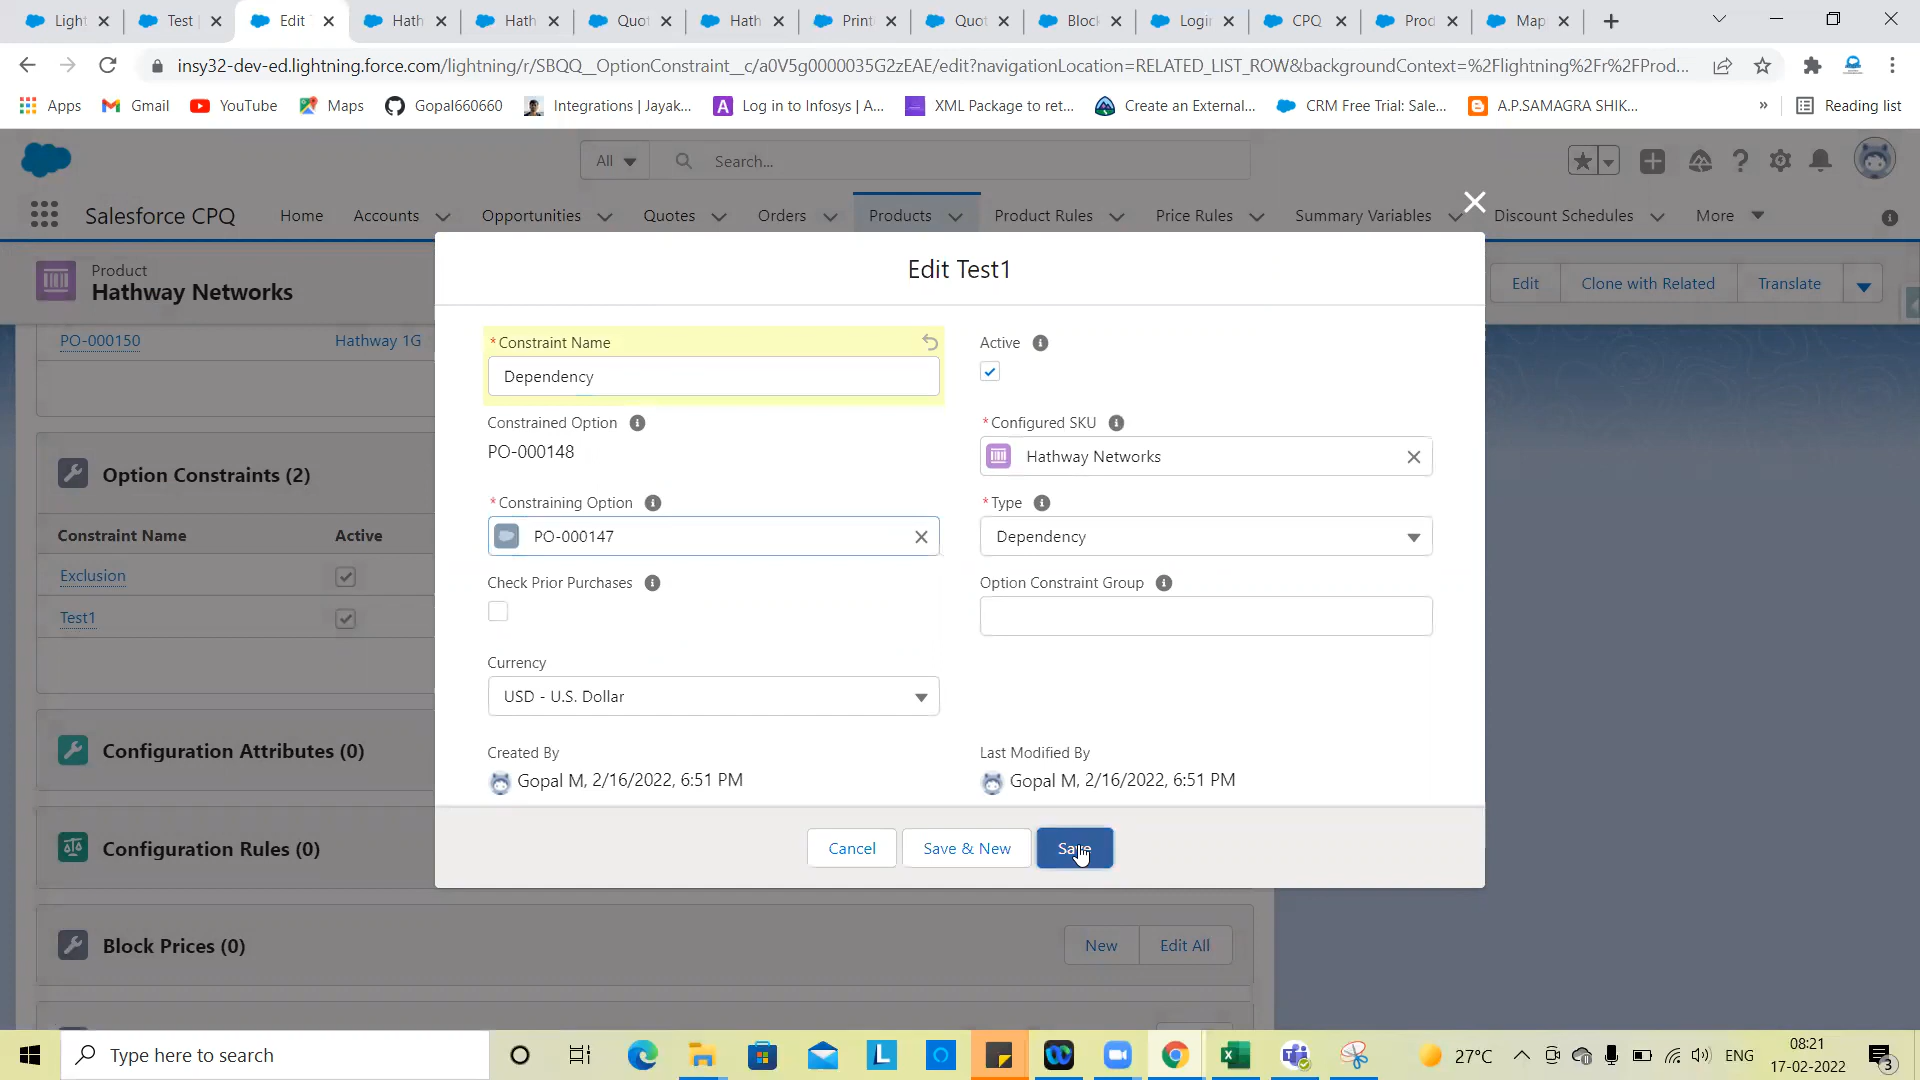 Light
Test
Edit
Hath
Hath
Quot
Hath
Print
Quot
Block
Login
CPQ
Prod
Map
insy32-dev-ed.lightning.force.com/lightning/r/SBQQ__OptionConstraint__c/a0V5g0000035G2zEAE/edit?navigationLocation=RELATED_LIST_ROW&backgroundContext=%2Flightning%2Fr%2FProd...
Apps
Gmail
YouTube
Maps
Gopal660060
Integrations | Jayak...
Log in to Infosys | A...
XML Package to ret...
Create an External...
CRM Free Trial: Sale...
A.P.SAMAGRA SHIK...
»
Reading list
All
Search...
Salesforce CPQ
Home
Accounts
Opportunities
Quotes
Orders
Products
Product Rules
Price Rules
Summary Variables
Discount Schedules
More
Product
Hathway Networks
Edit
Clone with Related
Translate
PO-000150
Hathway 1G
Option Constraints (2)
Constraint Name
Active
Exclusion
Test1
Configuration Attributes (0)
Configuration Rules (0)
Block Prices (0)
New
Edit All
Edit Test1
*Constraint Name
Dependency
Active
Constrained Option
PO-000148
*Configured SKU
Hathway Networks
*Constraining Option
PO-000147
*Type
Dependency
Check Prior Purchases
Option Constraint Group
Currency
USD - U.S. Dollar
Created By
Gopal M, 2/16/2022, 6:51 PM
Last Modified By
Gopal M, 2/16/2022, 6:51 PM
Cancel
Save & New
Save
Type here to search
27°C
ENG
08:21
17-02-2022
3